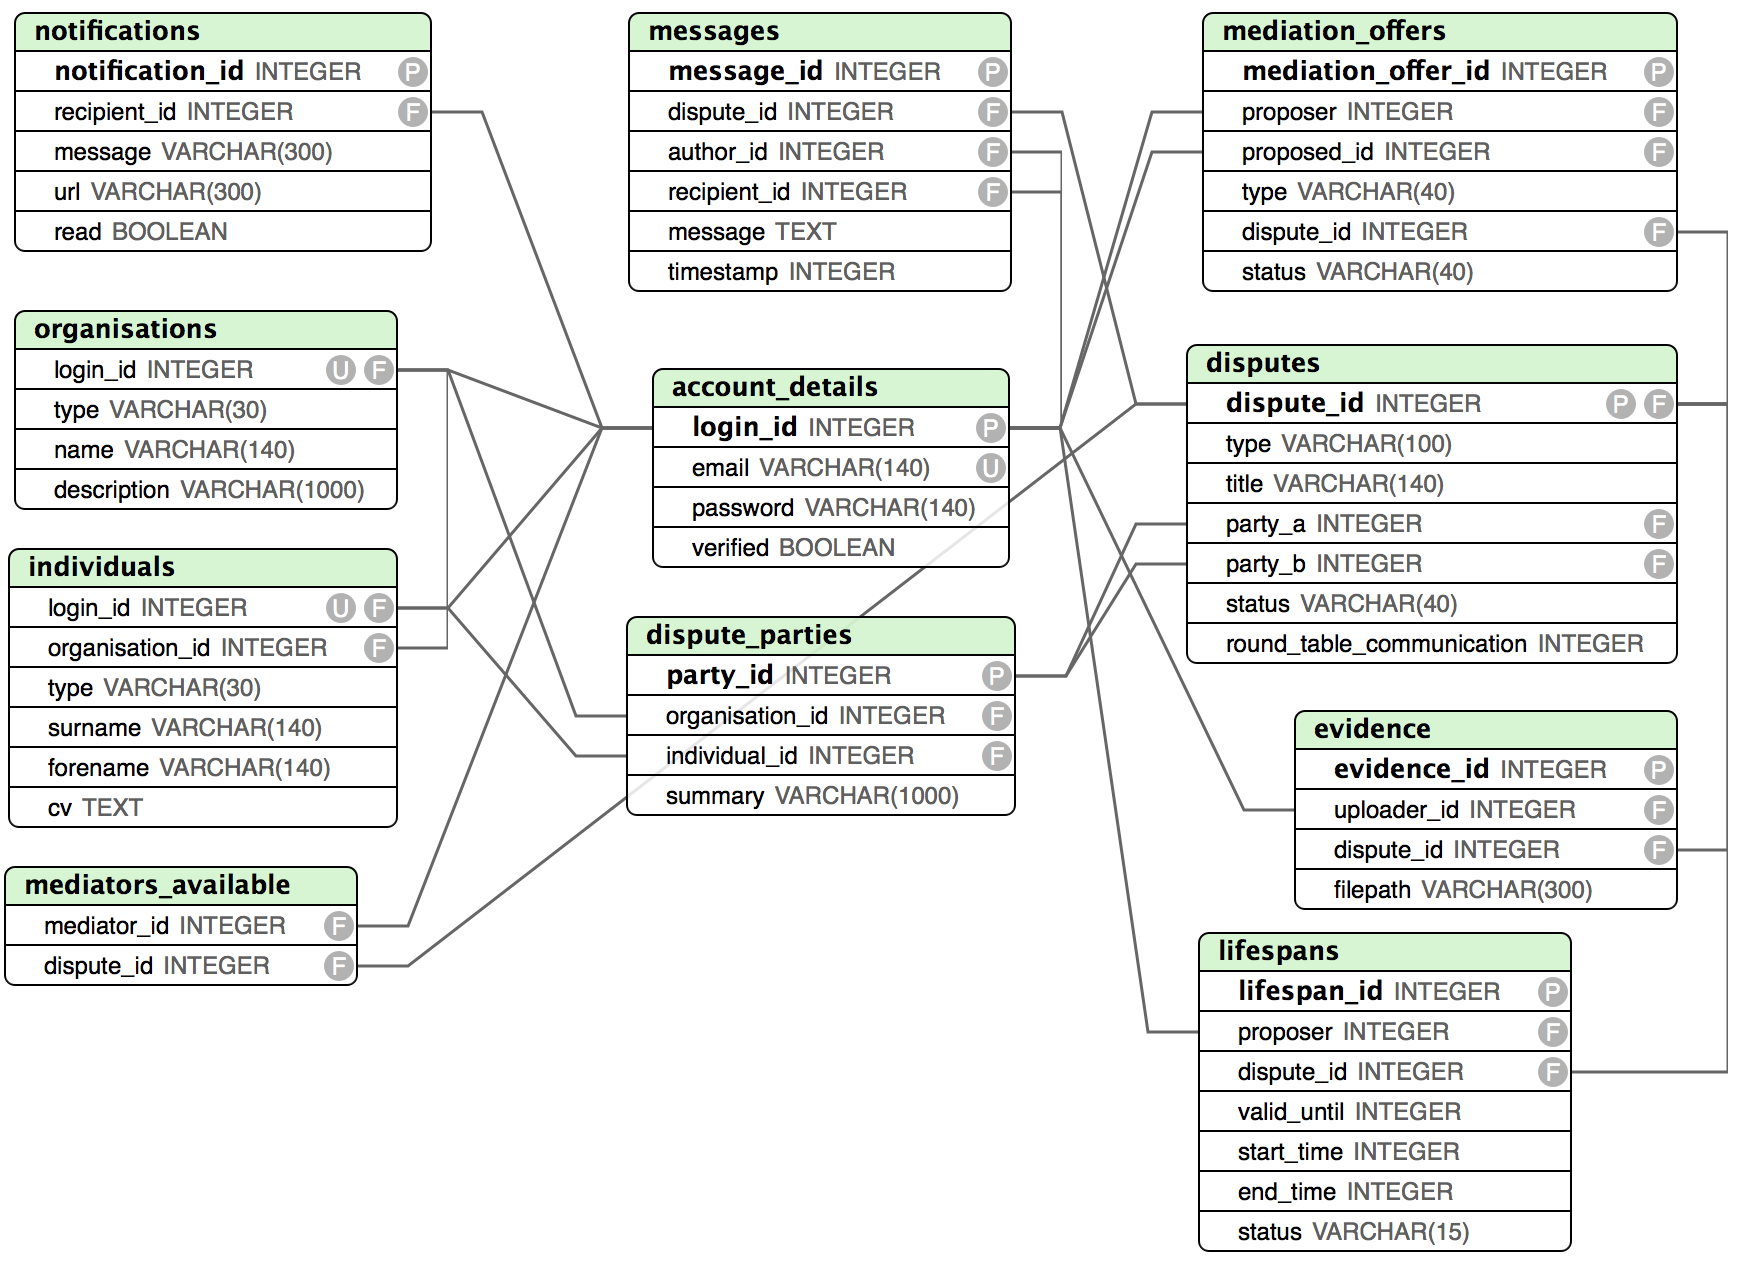 notifications
notification_id INTEGER P
recipient_id INTEGER F
message VARCHAR(300)
url VARCHAR(300)
read BOOLEAN
organisations
login_id INTEGER U F
type VARCHAR(30)
name VARCHAR(140)
description VARCHAR(1000)
individuals
login_id INTEGER U F
organisation_id INTEGER F
type VARCHAR(30)
surname VARCHAR(140)
forename VARCHAR(140)
cv TEXT
mediators_available
mediator_id INTEGER F
dispute_id INTEGER F
messages
message_id INTEGER P
dispute_id INTEGER F
author_id INTEGER F
recipient_id INTEGER F
message TEXT
timestamp INTEGER
account_details
login_id INTEGER P
email VARCHAR(140) U
password VARCHAR(140)
verified BOOLEAN
dispute_parties
party_id INTEGER P
organisation_id INTEGER F
individual_id INTEGER F
summary VARCHAR(1000)
mediation_offers
mediation_offer_id INTEGER P
proposer INTEGER F
proposed_id INTEGER F
type VARCHAR(40)
dispute_id INTEGER F
status VARCHAR(40)
disputes
dispute_id INTEGER P F
type VARCHAR(100)
title VARCHAR(140)
party_a INTEGER F
party_b INTEGER F
status VARCHAR(40)
round_table_communication INTEGER
evidence
evidence_id INTEGER P
uploader_id INTEGER F
dispute_id INTEGER F
filepath VARCHAR(300)
lifespans
lifespan_id INTEGER P
proposer INTEGER F
dispute_id INTEGER F
valid_until INTEGER
start_time INTEGER
end_time INTEGER
status VARCHAR(15)